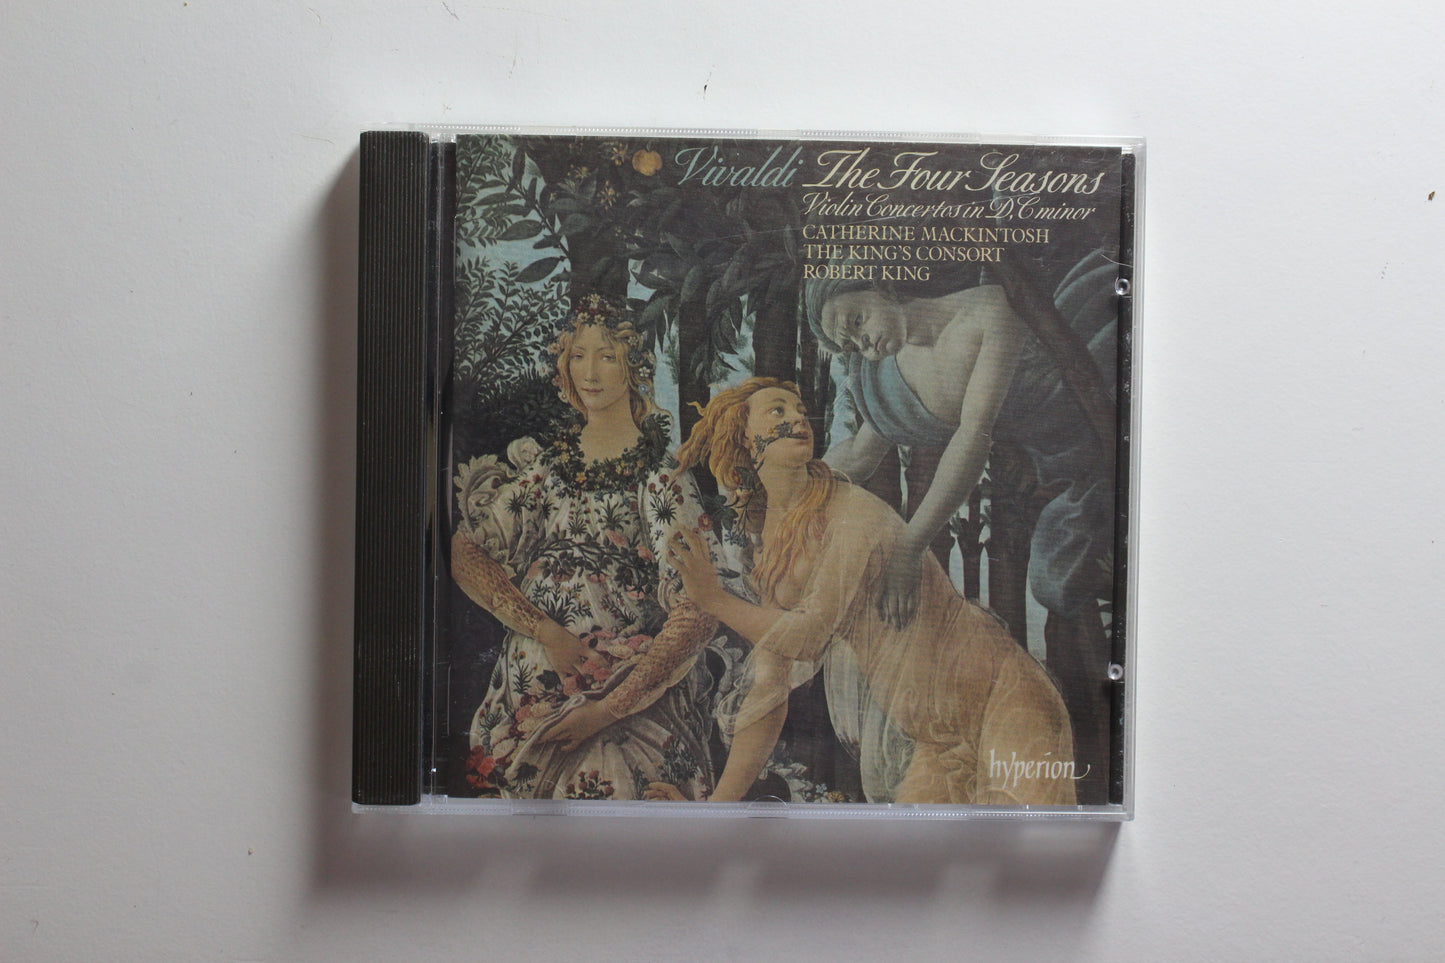 Vivaldi The Four Seasons
Violin Concertos in D, C minor
CATHERINE MACKINTOSH
THE KING'S CONSORT
ROBERT KING
hyperion